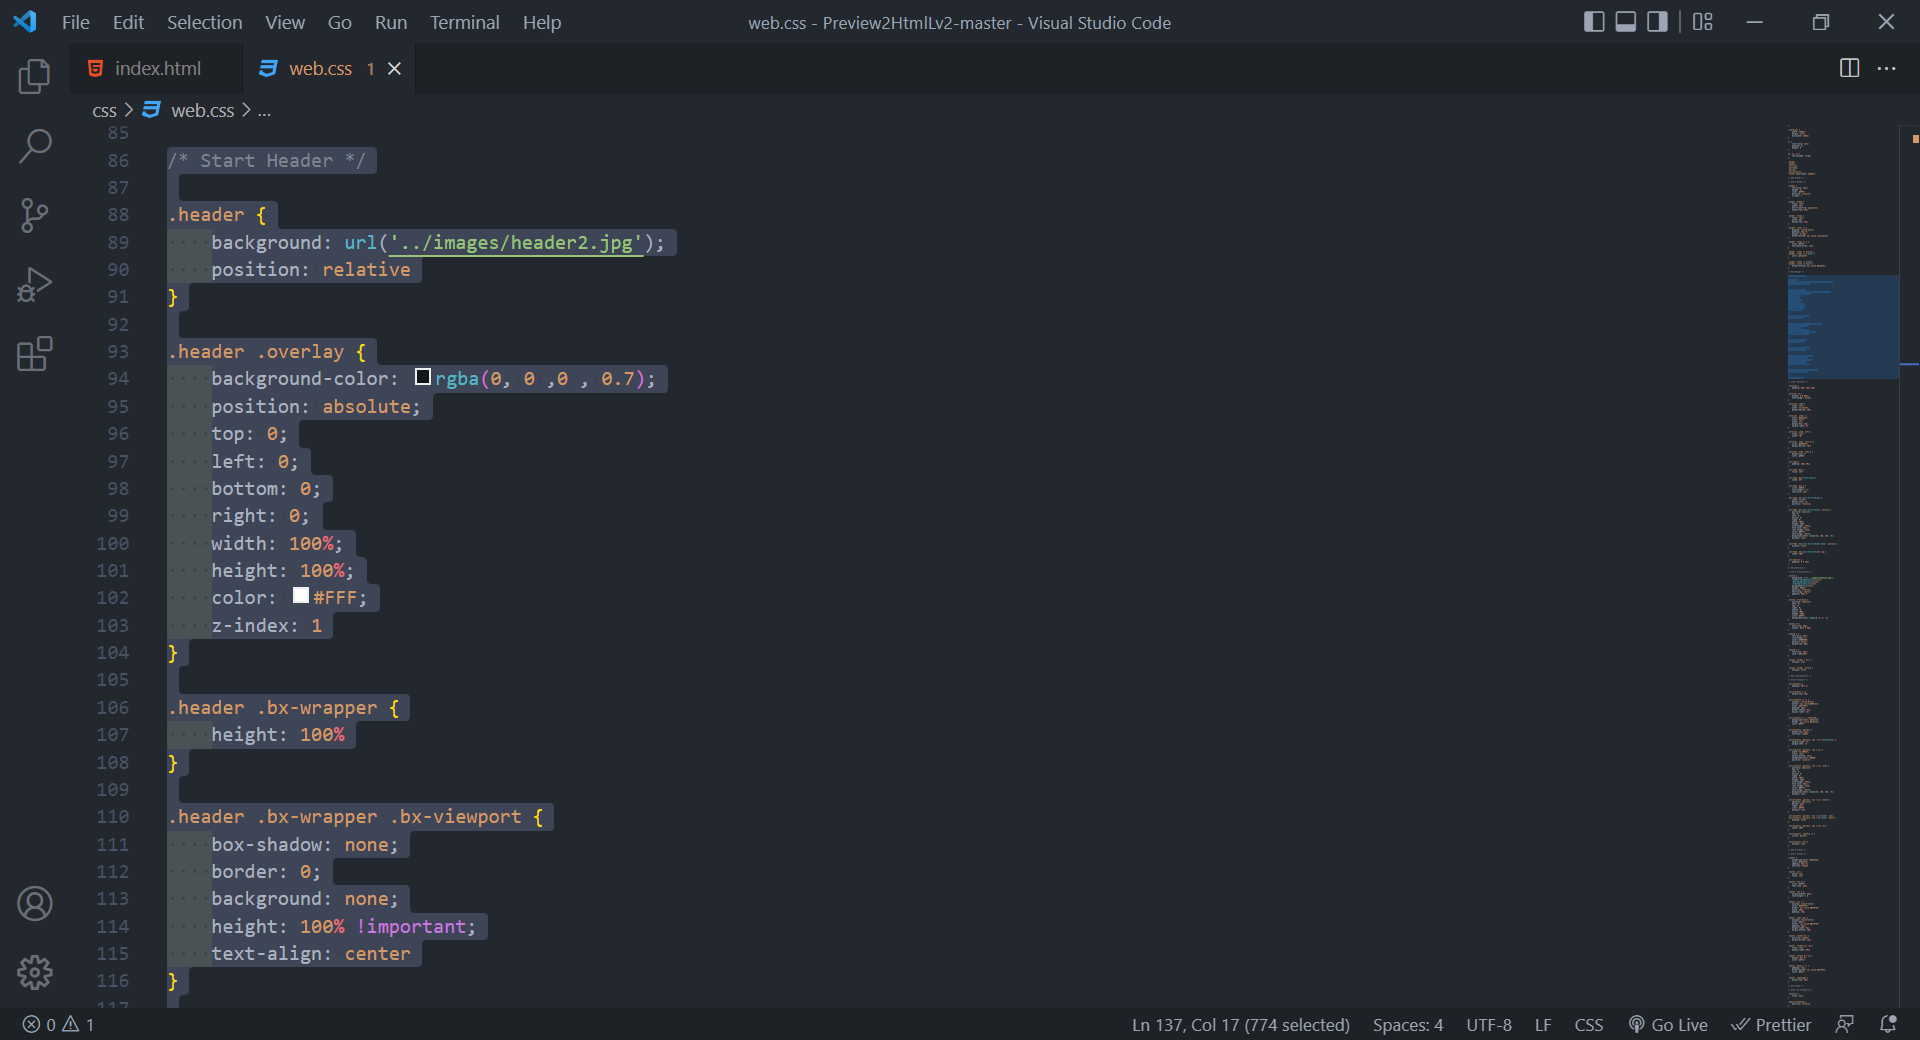 File Edit Selection View Go Run Terminal Help
web.css - Preview2HtmlLv2-master - Visual Studio Code
index.html
web.css 1
css > web.css > ...
85
86 /* Start Header */
87
88 .header {
89 background: url('../images/header2.jpg');
90 position: relative
91 }
92
93 .header .overlay {
94 background-color: rgba(0, 0 ,0 , 0.7);
95 position: absolute;
96 top: 0;
97 left: 0;
98 bottom: 0;
99 right: 0;
100 width: 100%;
101 height: 100%;
102 color: #FFF;
103 z-index: 1
104 }
105
106 .header .bx-wrapper {
107 height: 100%
108 }
109
110 .header .bx-wrapper .bx-viewport {
111 box-shadow: none;
112 border: 0;
113 background: none;
114 height: 100% !important;
115 text-align: center
116 }
117
0 1
Ln 137, Col 17 (774 selected) Spaces: 4 UTF-8 LF CSS Go Live Prettier